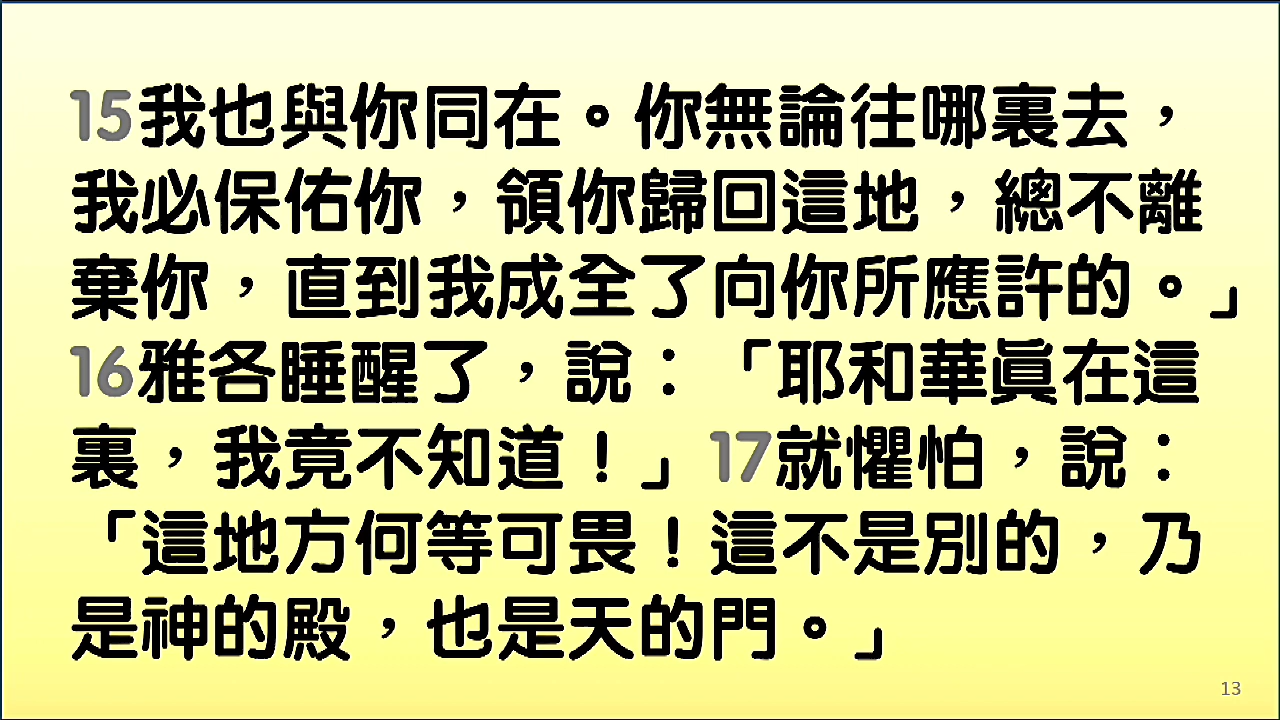 15我也與你同在。你無論往哪裏去，
我必保佑你，領你歸回這地，總不離
棄你，直到我成全了向你所應許的。」
16雅各睡醒了，說：「耶和華眞在這
裏，我竟不知道！」17就懼怕，說：
「這地方何等可畏！這不是別的，乃
是神的殿，也是天的門。」
13